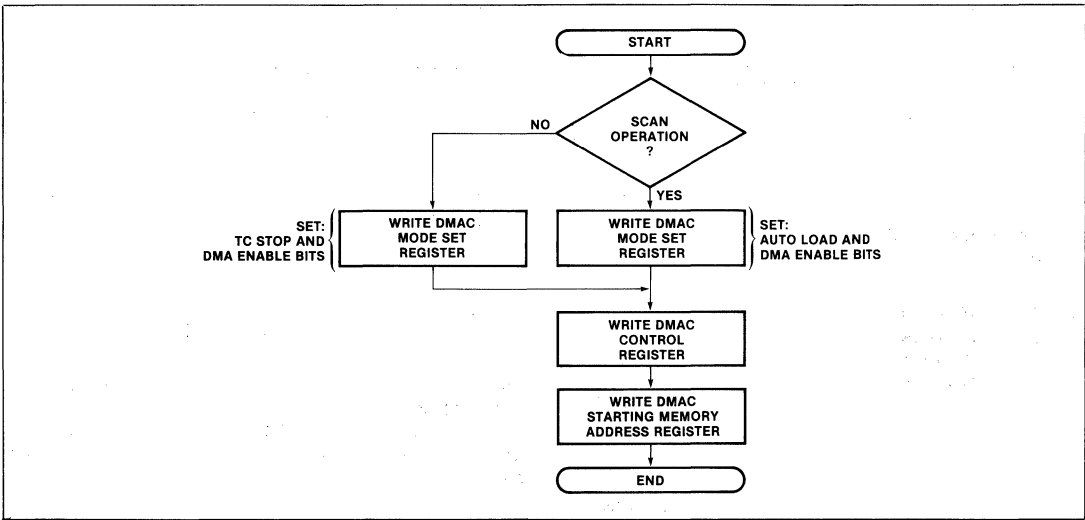 START
SCAN
OPERATION
?
NO
YES
SET:
TC STOP AND
DMA ENABLE BITS
WRITE DMAC
MODE SET
REGISTER
WRITE DMAC
MODE SET
REGISTER
SET:
AUTO LOAD AND
DMA ENABLE BITS
WRITE DMAC
CONTROL
REGISTER
WRITE DMAC
STARTING MEMORY
ADDRESS REGISTER
END